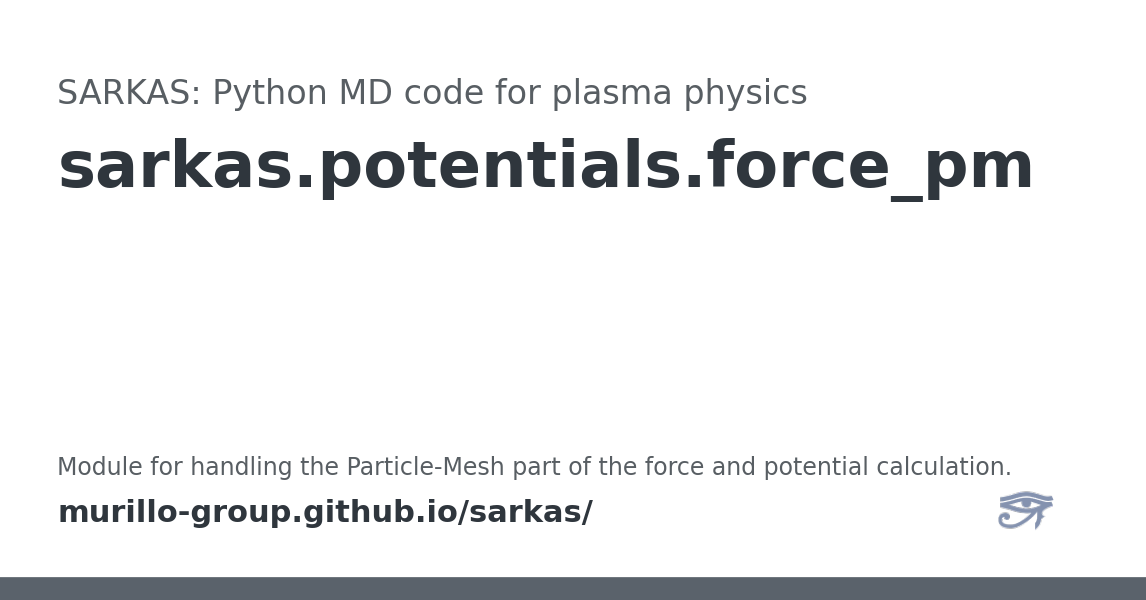 SARKAS: Python MD code for plasma physics
sarkas.potentials.force_pm
Module for handling the Particle-Mesh part of the force and potential calculation.
murillo-group.github.io/sarkas/